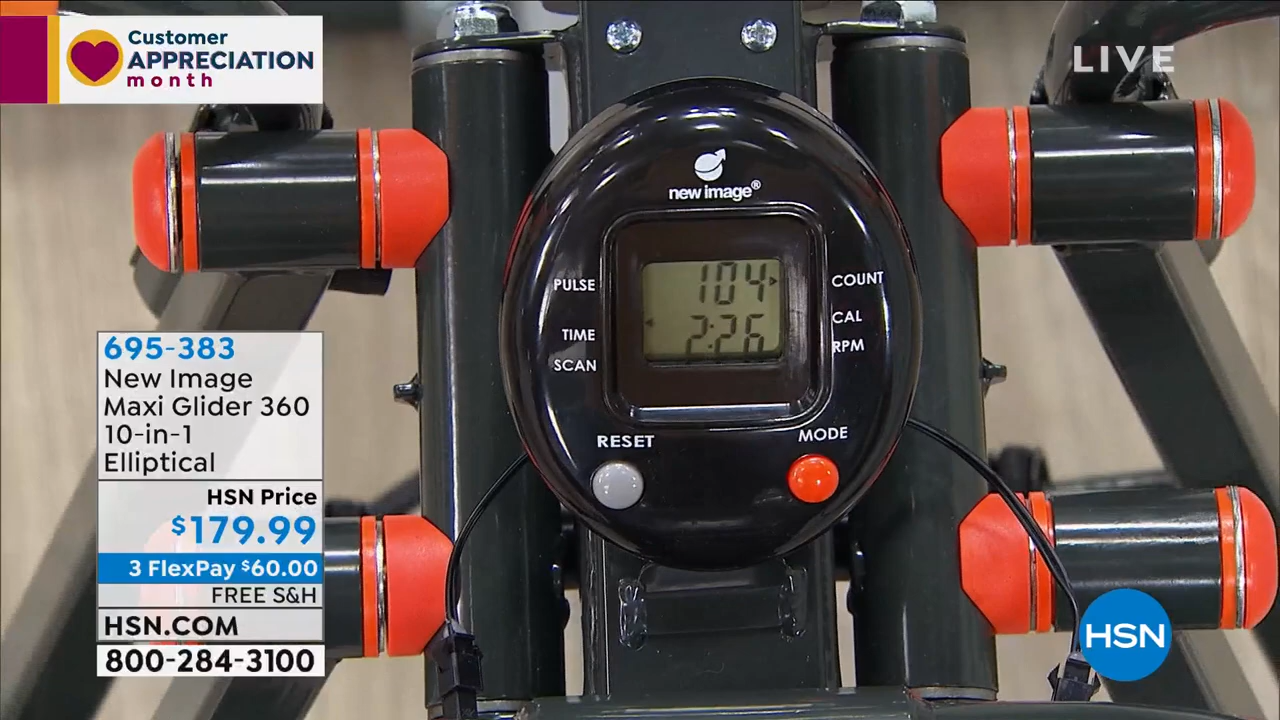 Customer
APPRECIATION
month
LIVE
new image®
PULSE
TIME
SCAN
104
2:26
COUNT
CAL
RPM
RESET
MODE
695-383
New Image
Maxi Glider 360
10-in-1
Elliptical
HSN Price
$179.99
3 FlexPay $60.00
FREE S&H
HSN.COM
800-284-3100
HSN